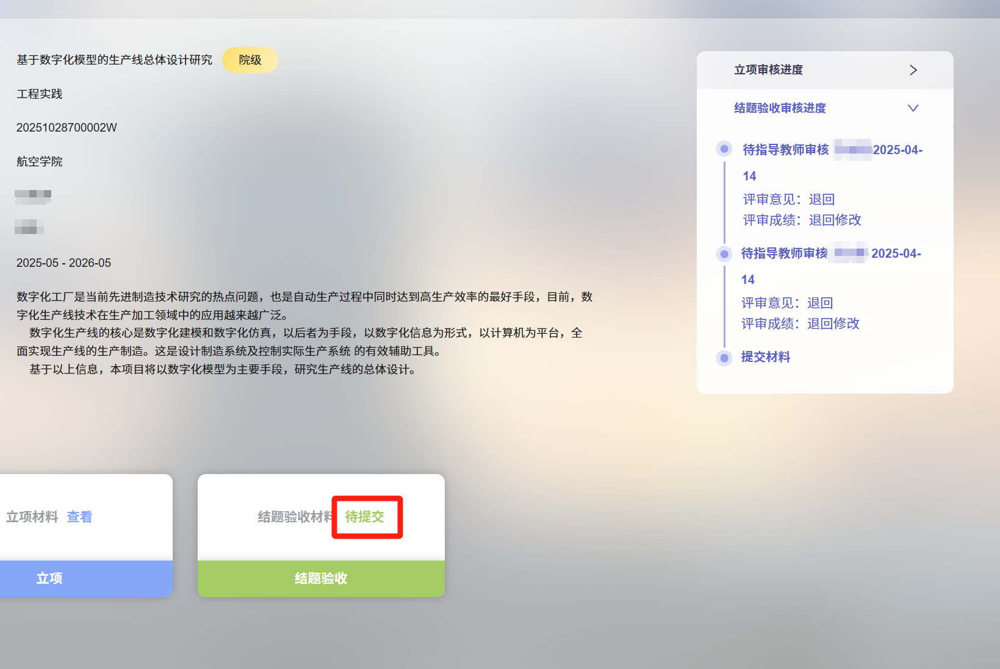 基于数字化模型的生产线总体设计研究 院级
工程实践
20251028700002W
航空学院
2025-05 - 2026-05
数字化工厂是当前先进制造技术研究的热点问题，也是自动生产过程中同时达到高生产效率的最好手段，目前，数
字化生产线技术在生产加工领域中的应用越来越广泛。
数字化生产线的核心是数字化建模和数字化仿真，以后者为手段，以数字化信息为形式，以计算机为平台，全
面实现生产线的生产制造。这是设计制造系统及控制实际生产系统 的有效辅助工具。
基于以上信息，本项目将以数字化模型为主要手段，研究生产线的总体设计。
立项审核进度
结题验收审核进度
待指导教师审核 2025-04-
14
评审意见：退回
评审成绩：退回修改
待指导教师审核 2025-04-
14
评审意见：退回
评审成绩：退回修改
提交材料
立项材料 查看
立项
结题验收材料 待提交
结题验收